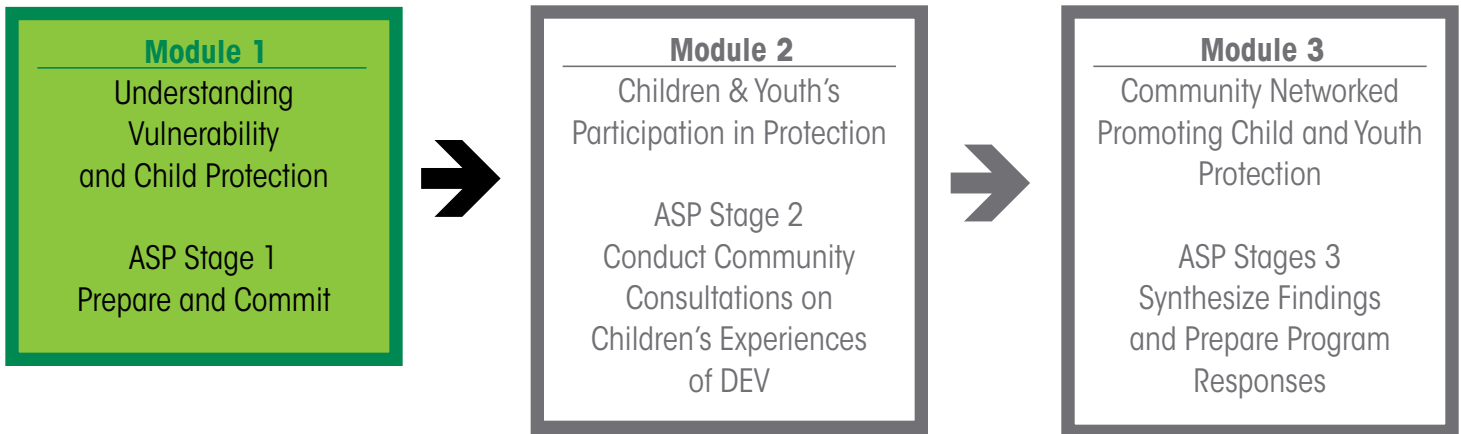 Module 1
Understanding
Vulnerability
and Child Protection
ASP Stage 1
Prepare and Commit
Module 2
Children & Youth’s
Participation in Protection
ASP Stage 2
Conduct Community
Consultations on
Children’s Experiences
of DEV
Module 3
Community Networked
Promoting Child and Youth
Protection
ASP Stages 3
Synthesize Findings
and Prepare Program
Responses